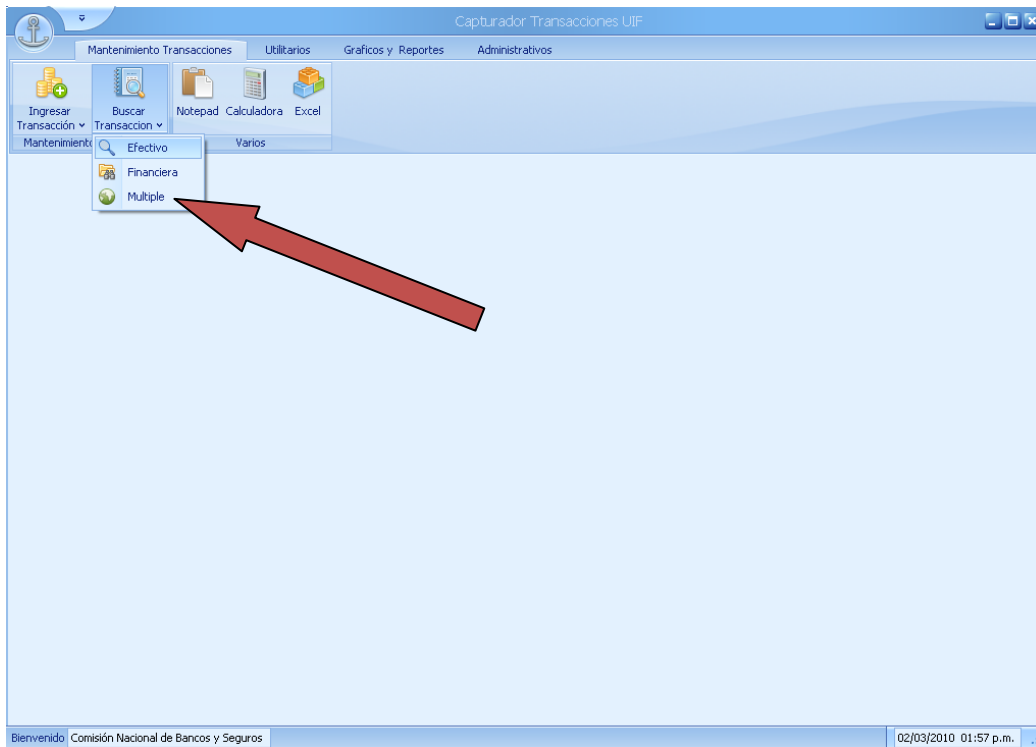 Capturador Transacciones UIF
Mantenimiento Transacciones Utilitarios Graficos y Reportes Administrativos
Ingresar Transacción
Buscar Transaccion
Notepad Calculadora Excel
Mantenimient
Varios
Efectivo
Financiera
Multiple
Bienvenido Comisión Nacional de Bancos y Seguros
02/03/2010 01:57 p.m.